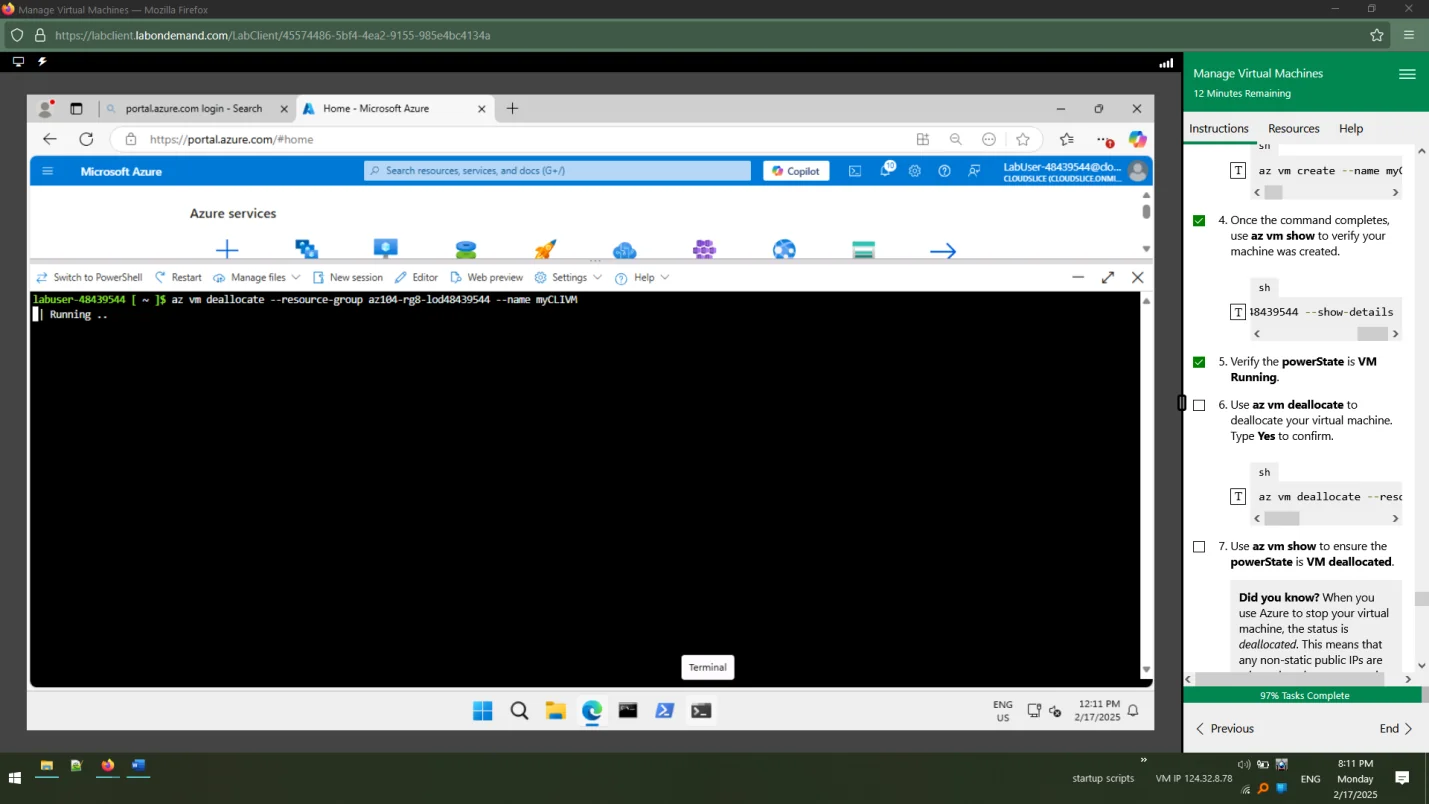 Manage Virtual Machines — Mozilla Firefox
https://labclient.labondemand.com/LabClient/45574486-5bf4-4ea2-9155-985e4bc4134a
portal.azure.com login - Search
Home - Microsoft Azure
https://portal.azure.com/#home
Microsoft Azure
Search resources, services, and docs (G+/)
Copilot
10
LabUser-48439544@clo...
CLOUDSLICE (CLOUDSLICE.ONMI...
Azure services
Switch to PowerShell
Restart
Manage files
New session
Editor
Web preview
Settings
Help
labuser-48439544 [ ~ ]$ az vm deallocate --resource-group az104-rg8-lod48439544 --name myCLIVM
| Running ..
Terminal
ENG
US
12:11 PM
2/17/2025
Manage Virtual Machines
12 Minutes Remaining
Instructions
Resources
Help
sh
T
az vm create --name myC
4. Once the command completes,
use az vm show to verify your
machine was created.
sh
T
48439544 --show-details
5. Verify the powerState is VM
Running.
6. Use az vm deallocate to
deallocate your virtual machine.
Type Yes to confirm.
sh
T
az vm deallocate --reso
7. Use az vm show to ensure the
powerState is VM deallocated.
Did you know? When you
use Azure to stop your virtual
machine, the status is
deallocated. This means that
any non-static public IPs are
97% Tasks Complete
Previous
End
startup scripts
VM IP 124.32.8.78
ENG
8:11 PM
Monday
2/17/2025